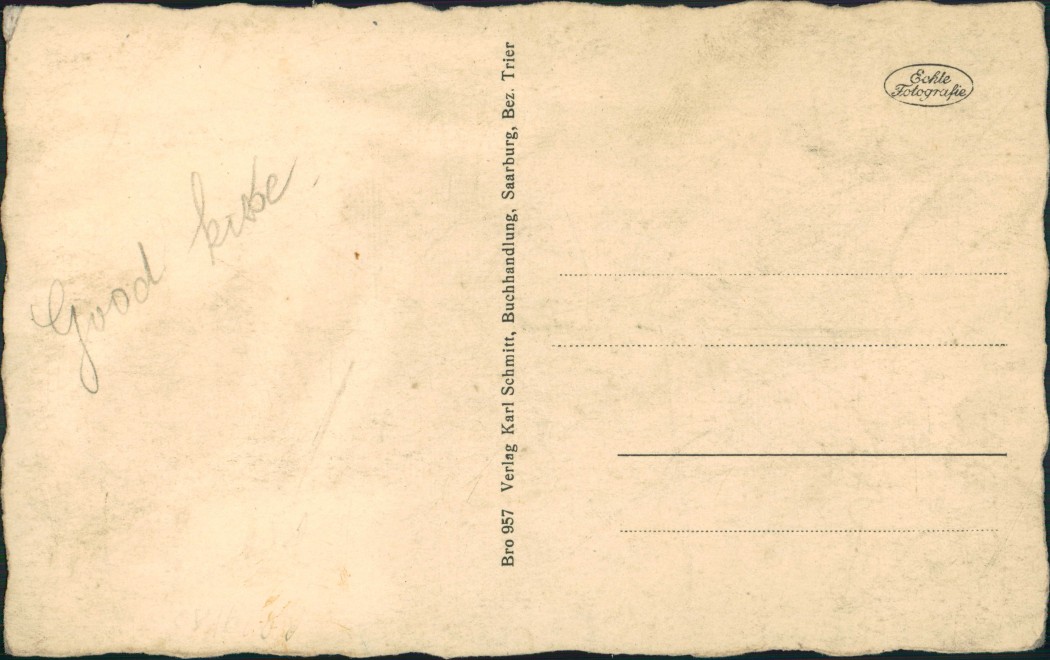 Good
Bro 957 Verlag Karl Schmitt, Buchhandlung, Saarburg, Bez. Trier
Echte
Fotografie